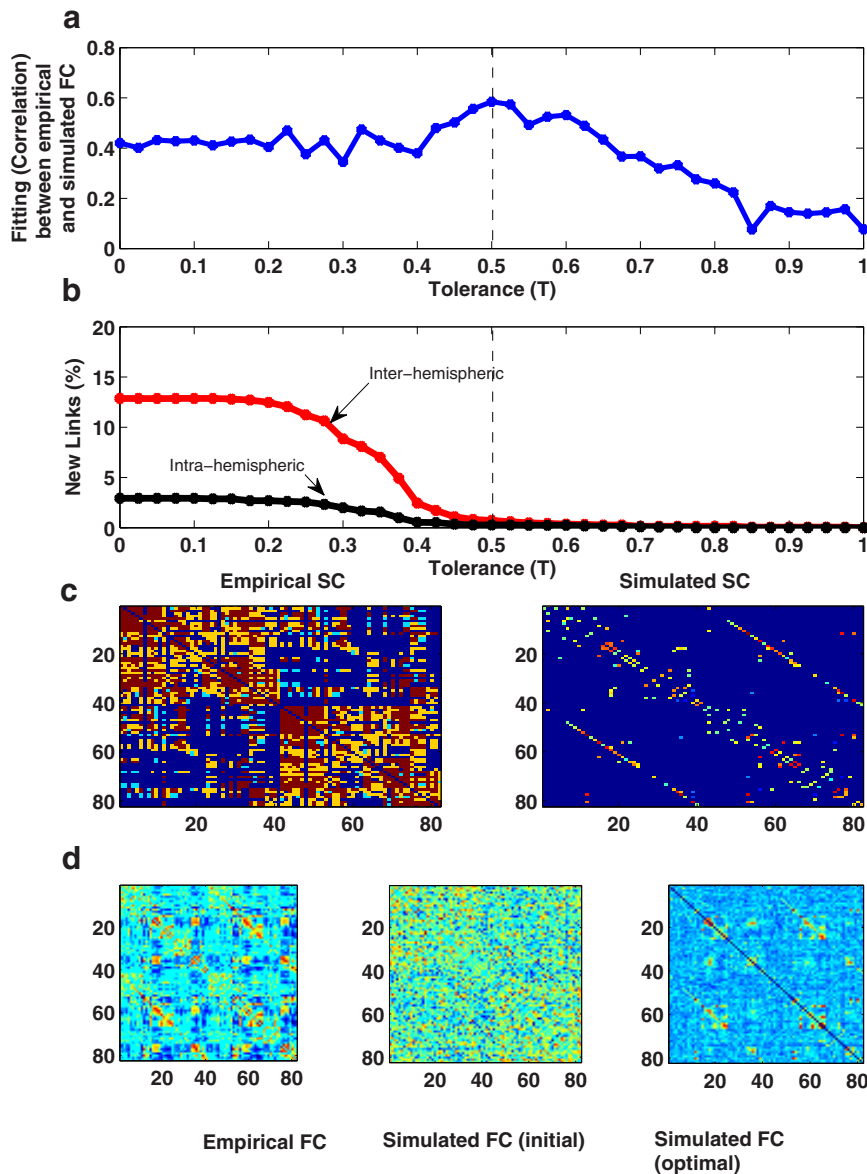 a
Fitting (Correlation)
between empirical
and simulated FC
0.8
0.6
0.4
0.2
0
0 0.1 0.2 0.3 0.4 0.5 0.6 0.7 0.8 0.9 1
Tolerance (T)
b
New Links (%)
20
15
10
5
0
Inter-hemispheric
Intra-hemispheric
0 0.1 0.2 0.3 0.4 0.5 0.6 0.7 0.8 0.9 1
Tolerance (T)
Empirical SC Simulated SC
c
20 20
40 40
60 60
80 80
20 40 60 80 20 40 60 80
d
20 20 20
40 40 40
60 60 60
80 80 80
20 40 60 80 20 40 60 80 20 40 60 80
Empirical FC Simulated FC (initial) Simulated FC
(optimal)